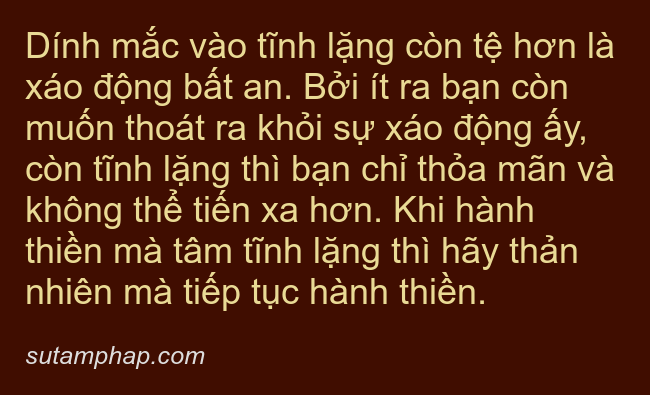 Dính mắc vào tĩnh lặng còn tệ hơn là
xáo động bất an. Bởi ít ra bạn còn
muốn thoát ra khỏi sự xáo động ấy,
còn tĩnh lặng thì bạn chỉ thỏa mãn và
không thể tiến xa hơn. Khi hành
thiền mà tâm tĩnh lặng thì hãy thản
nhiên mà tiếp tục hành thiền.
sutamphap.com